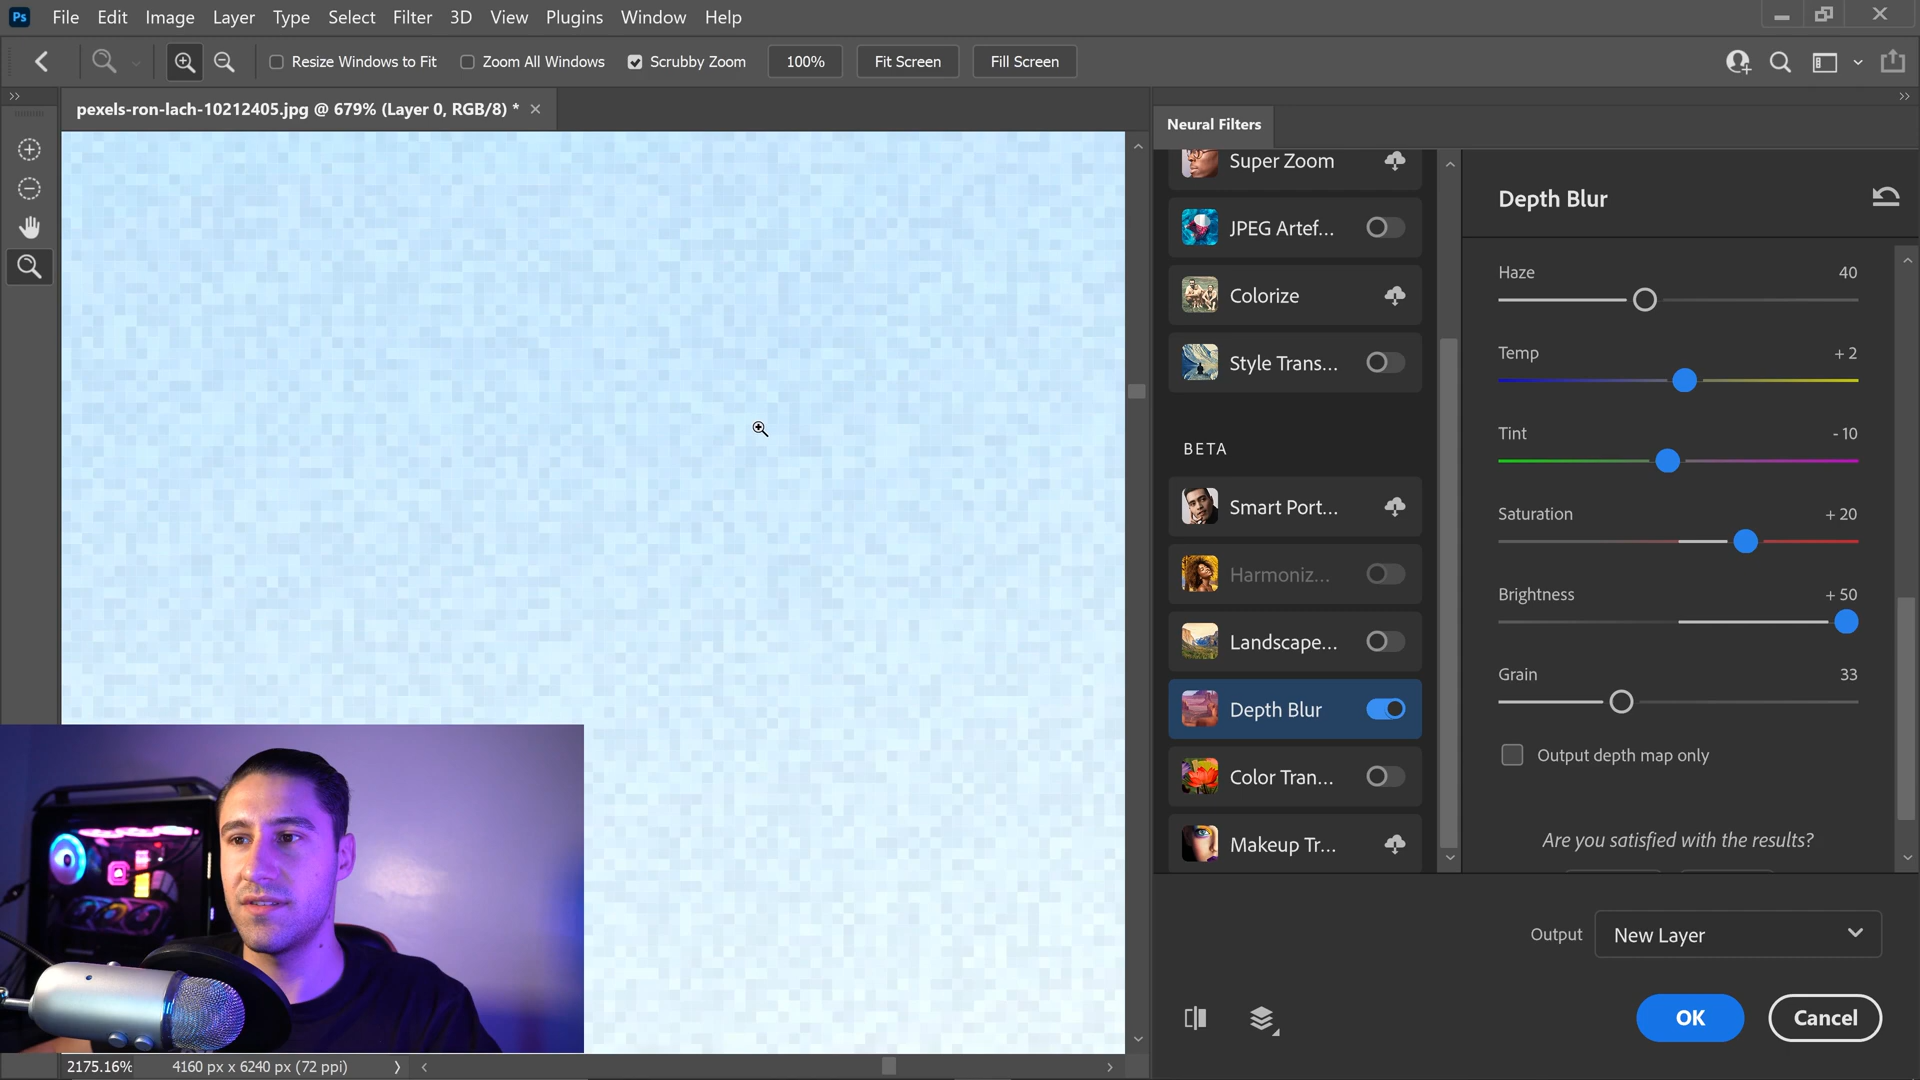 Ps File Edit Image Layer Type Select Filter 3D View Plugins Window Help
Resize Windows to Fit Zoom All Windows Scrubby Zoom 100% Fit Screen Fill Screen
pexels-ron-lach-10212405.jpg @ 679% (Layer 0, RGB/8) *
Neural Filters
Super Zoom
JPEG Artef...
Colorize
Style Trans...
BETA
Smart Port...
Harmoniz...
Landscape...
Depth Blur
Color Tran...
Makeup Tr...
Depth Blur
Haze 40
Temp + 2
Tint - 10
Saturation + 20
Brightness + 50
Grain 33
Output depth map only
Are you satisfied with the results?
Output New Layer
OK Cancel
2175.16% 4160 px x 6240 px (72 ppi)